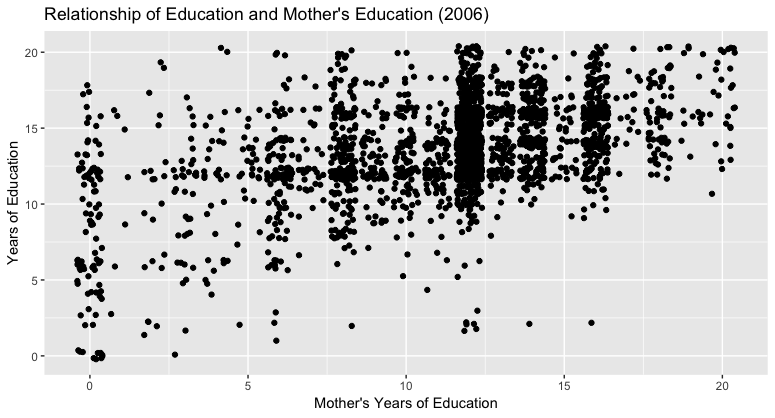 Relationship of Education and Mother's Education (2006)
Years of Education
20
15
10
5
0
0 5 10 15 20
Mother's Years of Education